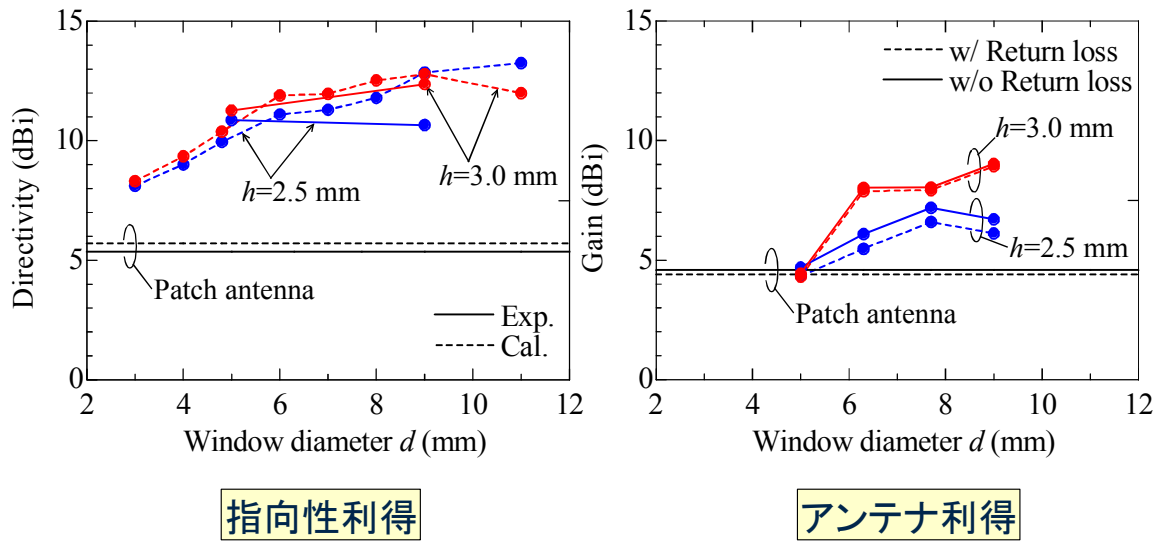 15
10
5
0
Directivity (dBi)
h=2.5 mm
h=3.0 mm
Patch antenna
Exp.
Cal.
2 4 6 8 10 12
Window diameter d (mm)
指向性利得
15
10
5
0
Gain (dBi)
w/ Return loss
w/o Return loss
h=3.0 mm
h=2.5 mm
Patch antenna
2 4 6 8 10 12
Window diameter d (mm)
アンテナ利得